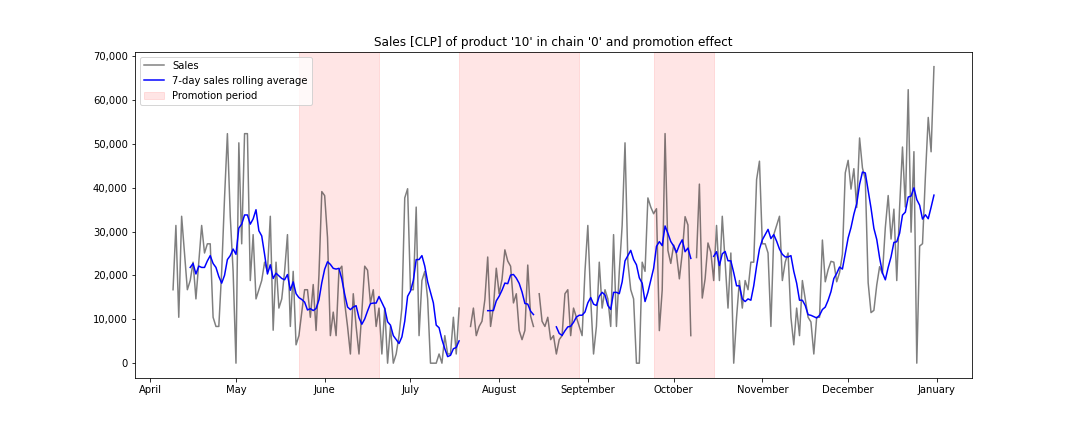 Sales [CLP] of product '10' in chain '0' and promotion effect
70,000
60,000
50,000
40,000
30,000
20,000
10,000
0
Sales
7-day sales rolling average
Promotion period
April May June July August September October November December January